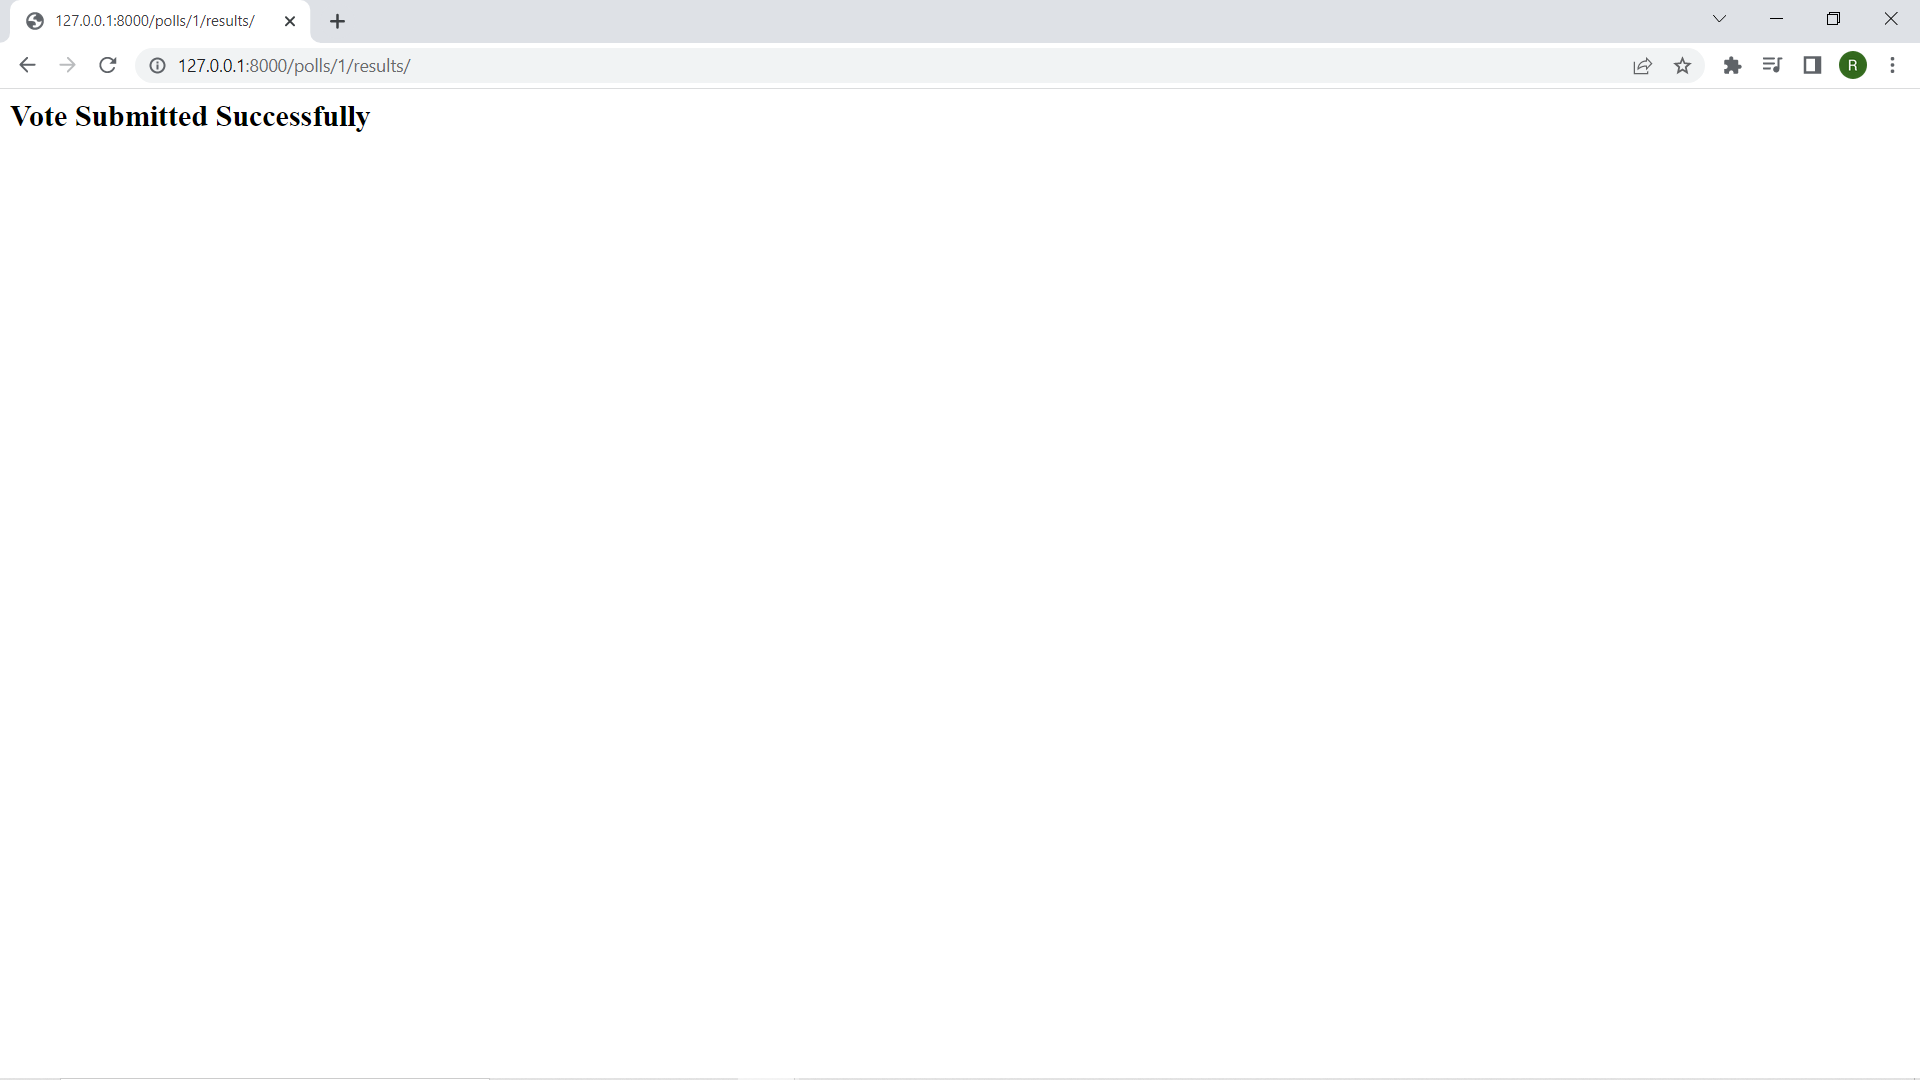 127.0.0.1:8000/polls/1/results/
127.0.0.1:8000/polls/1/results/
R
Vote Submitted Successfully